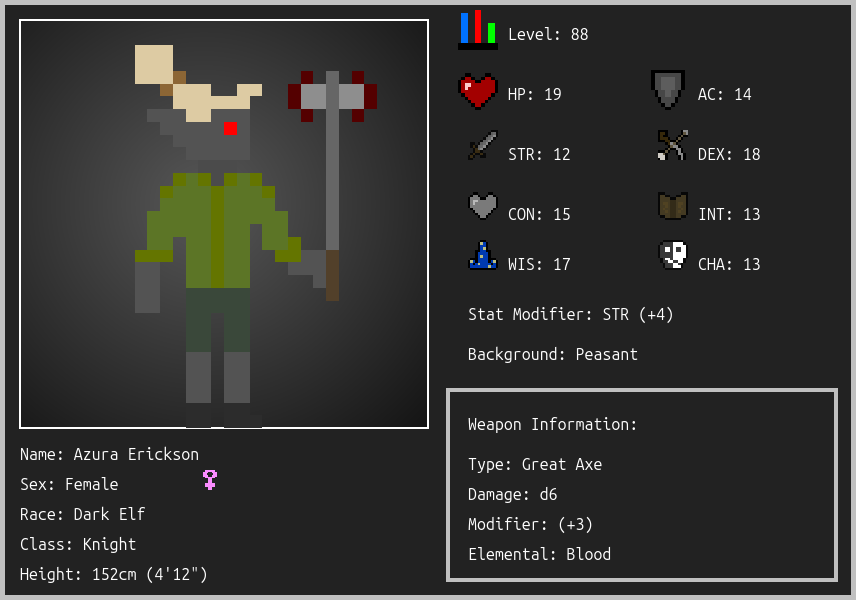 Level: 88
HP: 19
AC: 14
STR: 12
DEX: 18
CON: 15
INT: 13
WIS: 17
CHA: 13
Stat Modifier: STR (+4)
Background: Peasant
Weapon Information:
Type: Great Axe
Damage: d6
Modifier: (+3)
Elemental: Blood
Name: Azura Erickson
Sex: Female
Race: Dark Elf
Class: Knight
Height: 152cm (4'12")